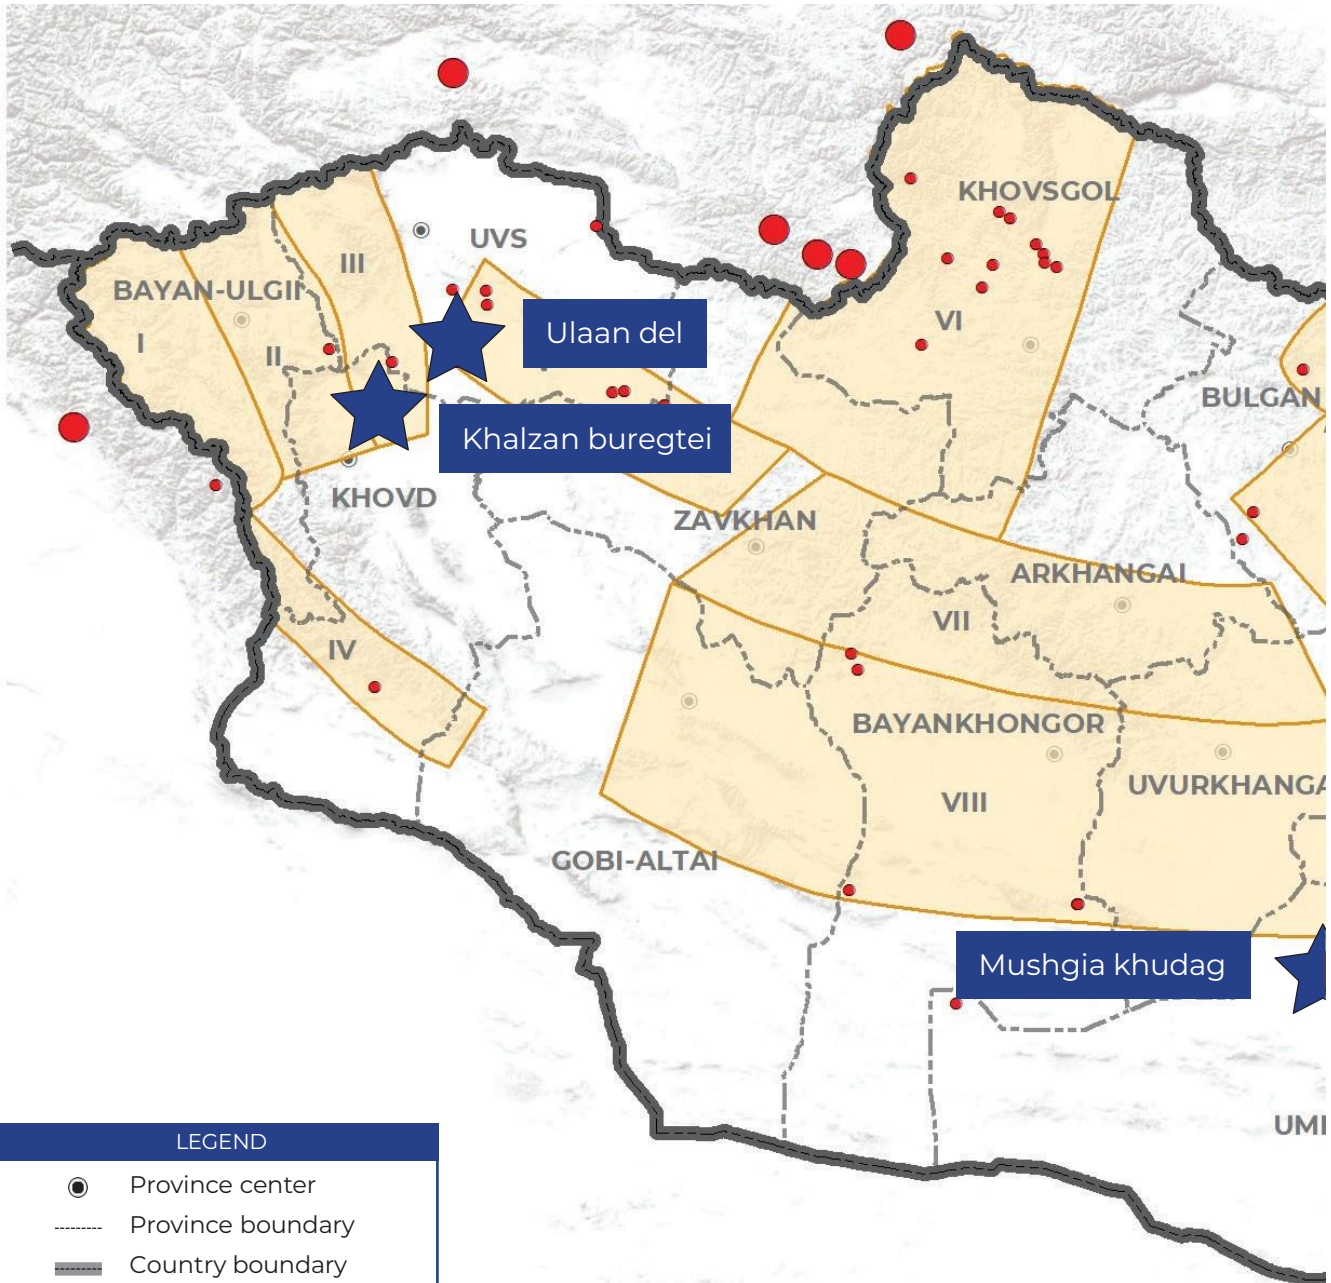 KHOVSGOL
UVS
III
BAYAN-ULGII
I
II
VI
Ulaan del
BULGAN
Khalzan buregtei
KHOVD
ZAVKHAN
ARKHANGAI
VII
IV
BAYANKHONGOR
UVURKHANGA
VIII
GOBI-ALTAI
Mushgia khudag
UM
LEGEND
Province center
Province boundary
Country boundary